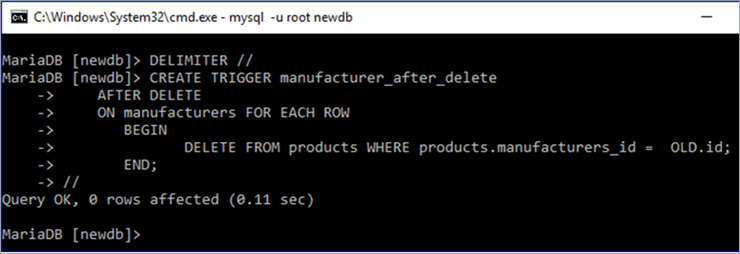 C:\Windows\System32\cmd.exe - mysql -u root newdb
MariaDB [newdb]> DELIMITER //
MariaDB [newdb]> CREATE TRIGGER manufacturer_after_delete
    ->     AFTER DELETE
    ->     ON manufacturers FOR EACH ROW
    ->        BEGIN
    ->               DELETE FROM products WHERE products.manufacturers_id =  OLD.id;
    ->        END;
    -> //
Query OK, 0 rows affected (0.11 sec)
MariaDB [newdb]>